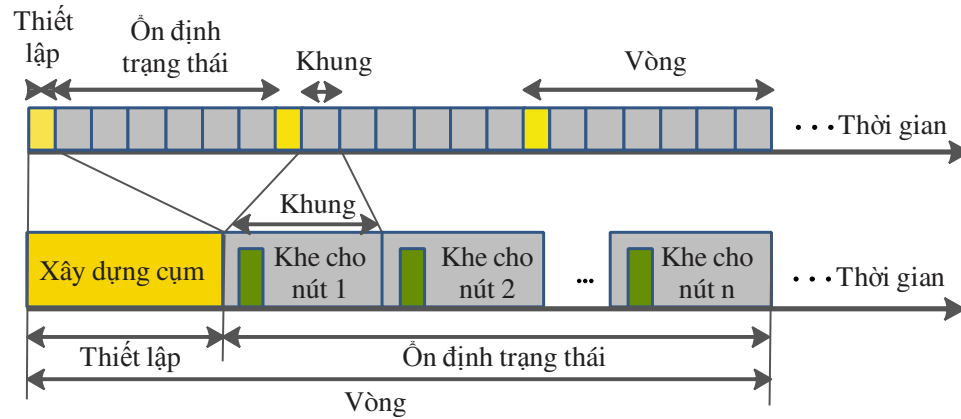 Thiết
lập
Ổn định
trạng thái
Khung
Vòng
...Thời gian
Khung
Xây dựng cụm
Khe cho
nút 1
Khe cho
nút 2
...
Khe cho
nút n
...Thời gian
Thiết lập
Ổn định trạng thái
Vòng